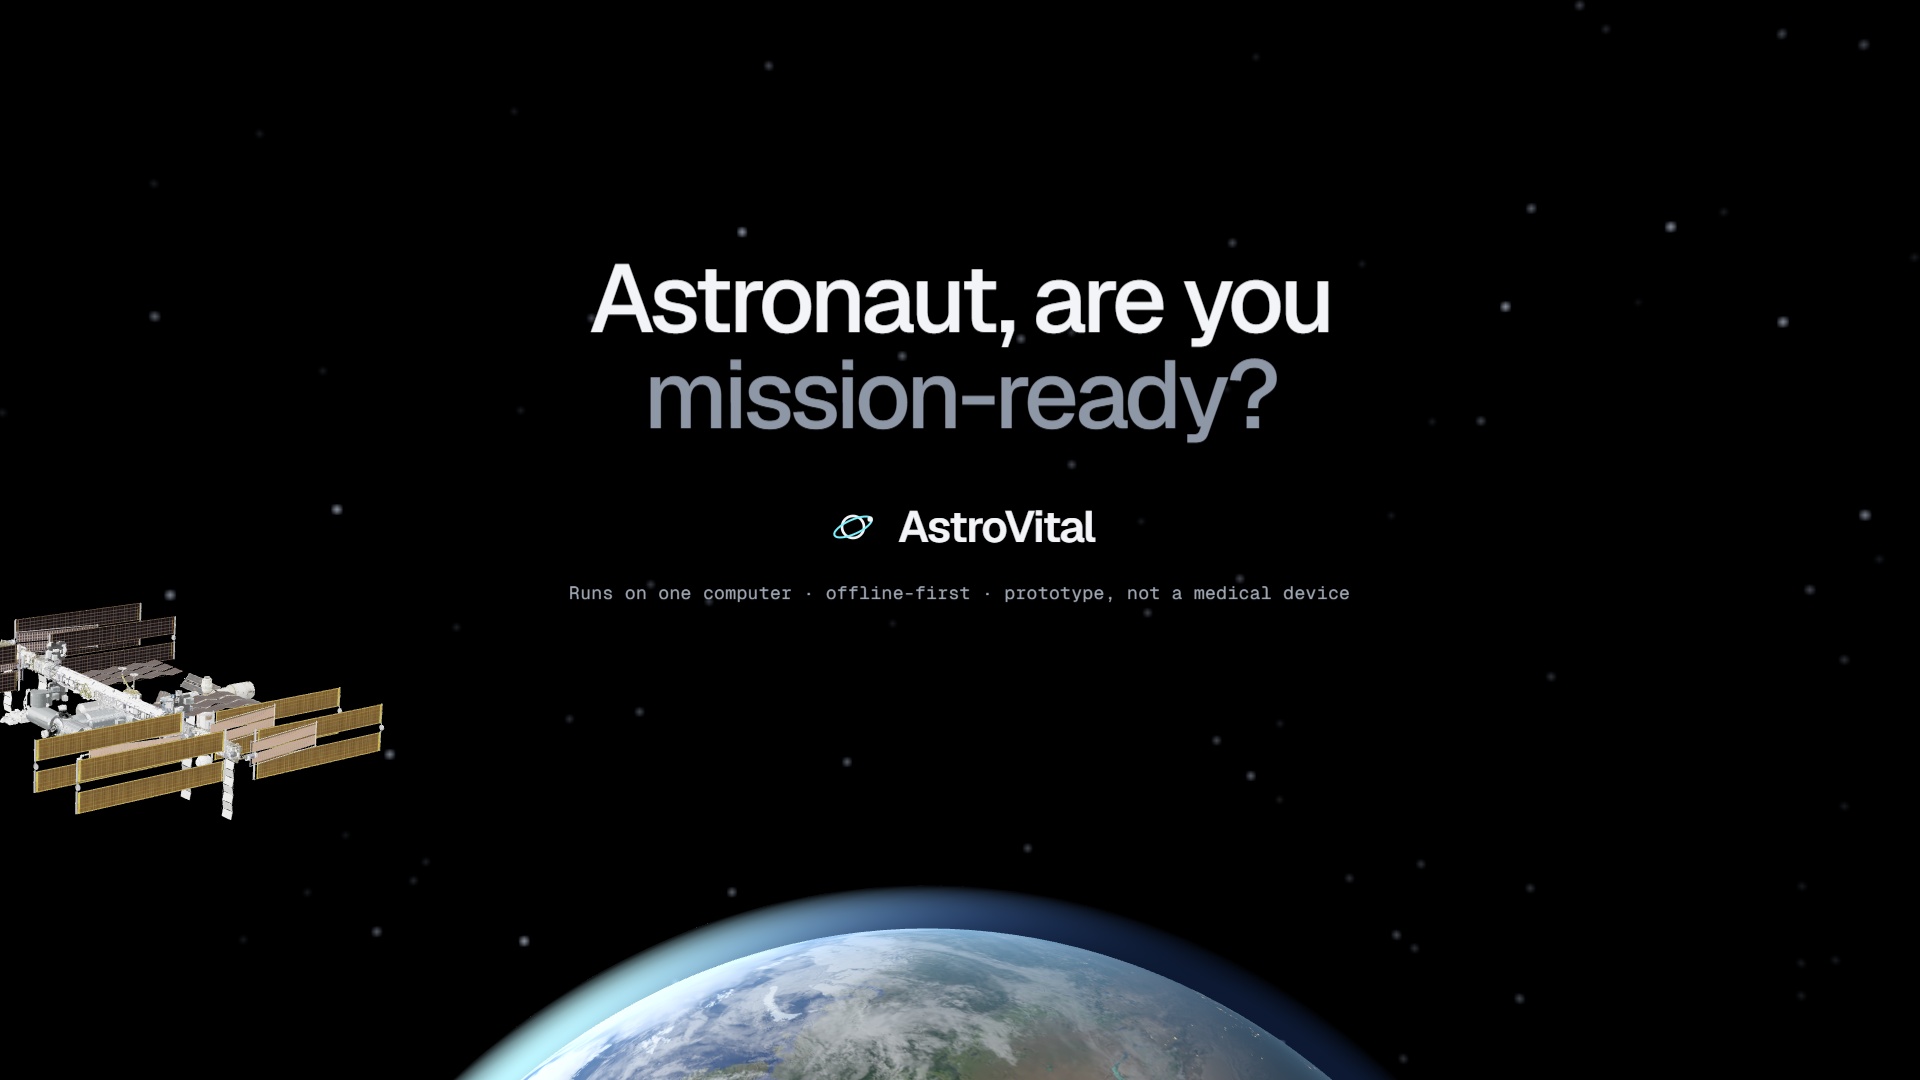 Astronaut, are you
mission-ready?
AstroVital
Runs on one computer · offline-first · prototype, not a medical device